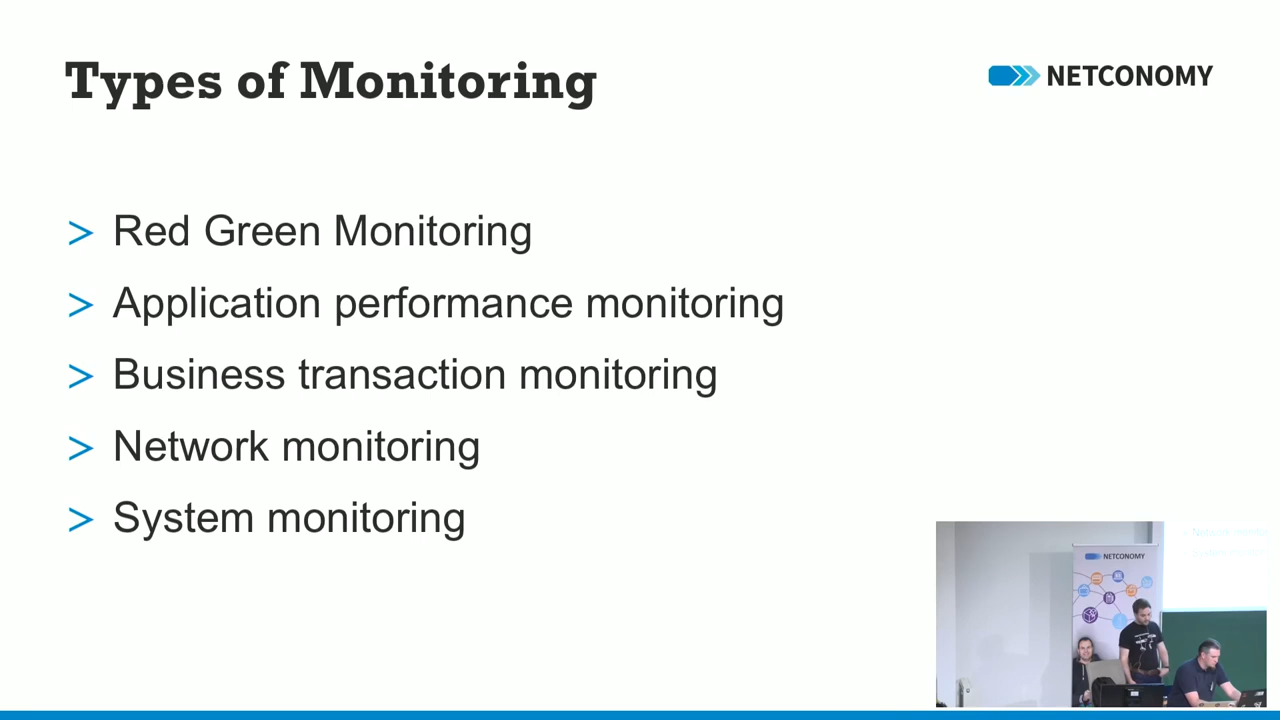 Types of Monitoring
NETCONOMY
> Red Green Monitoring
> Application performance monitoring
> Business transaction monitoring
> Network monitoring
> System monitoring
NETCONOMY